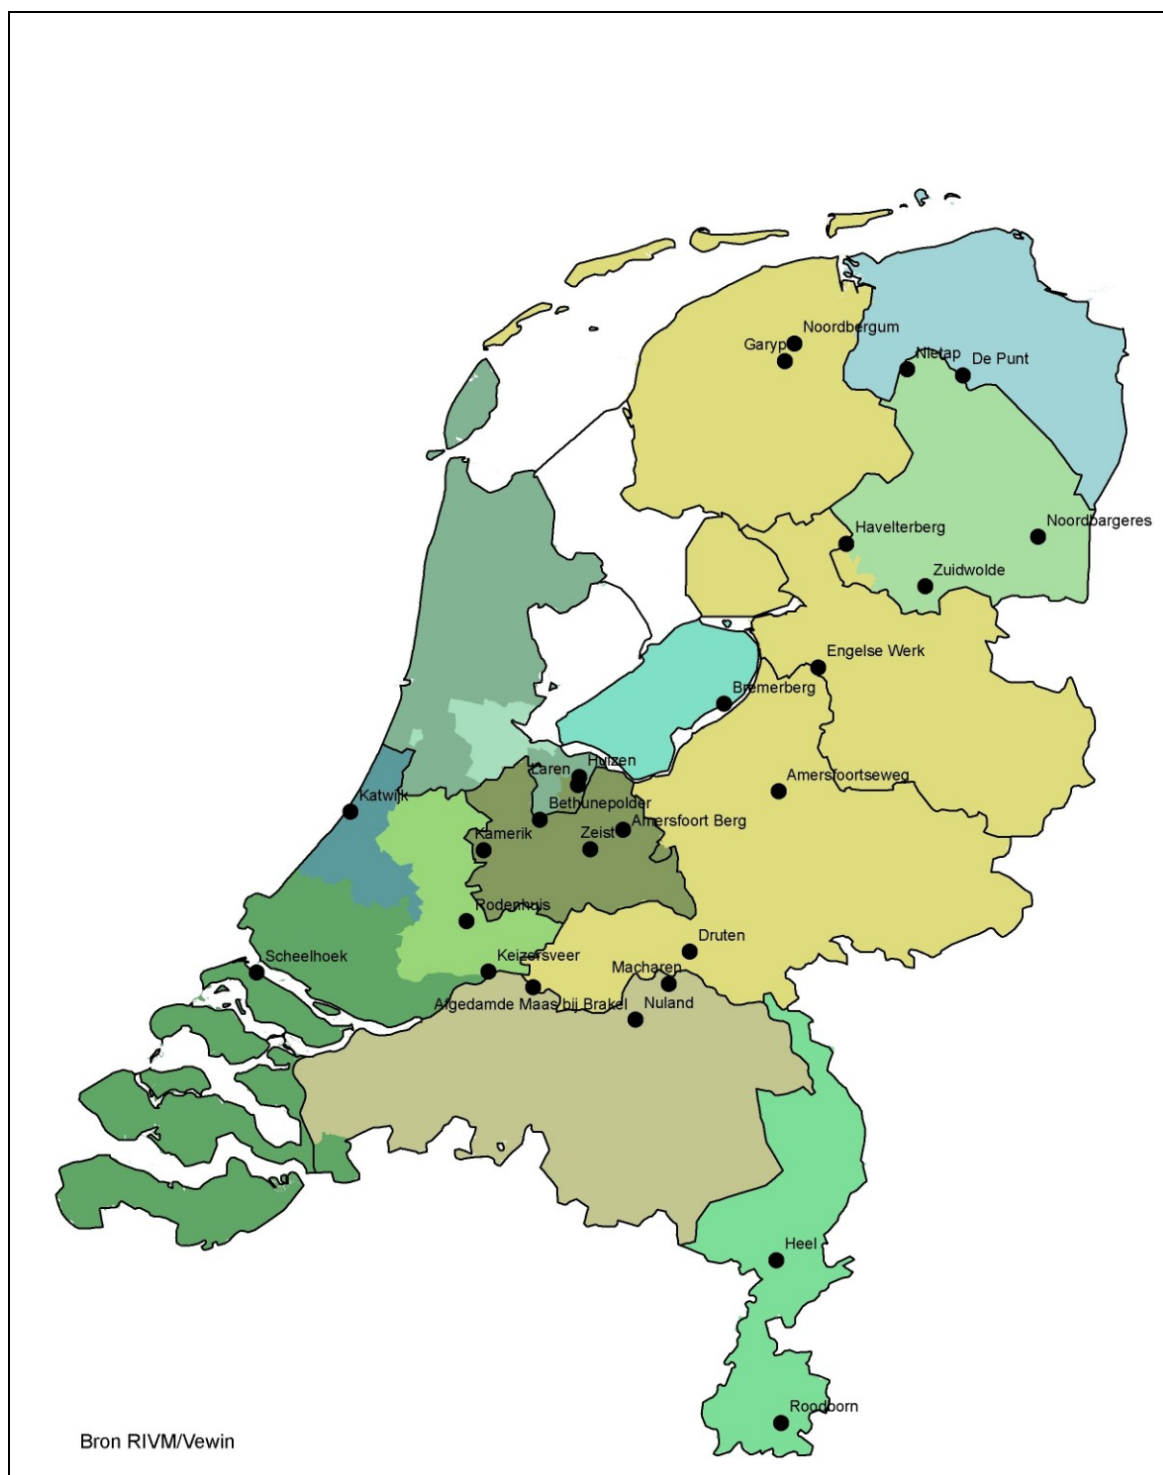 Noordbergum
Garyp
Nietap
De Punt
Noordbargeres
Havelterberg
Zuidwolde
Engelse Werk
Bremerberg
Huizen
Laren
Amersfoortseweg
Katwijk
Bethunepolder
Amersfoort Berg
Kamerik
Zeist
Rodenhuis
Druten
Scheelhoek
Keizersveer
Macharen
Afgedamde Maas bij Brakel
Nuland
Heel
Roodborn
Bron RIVM/Vewin